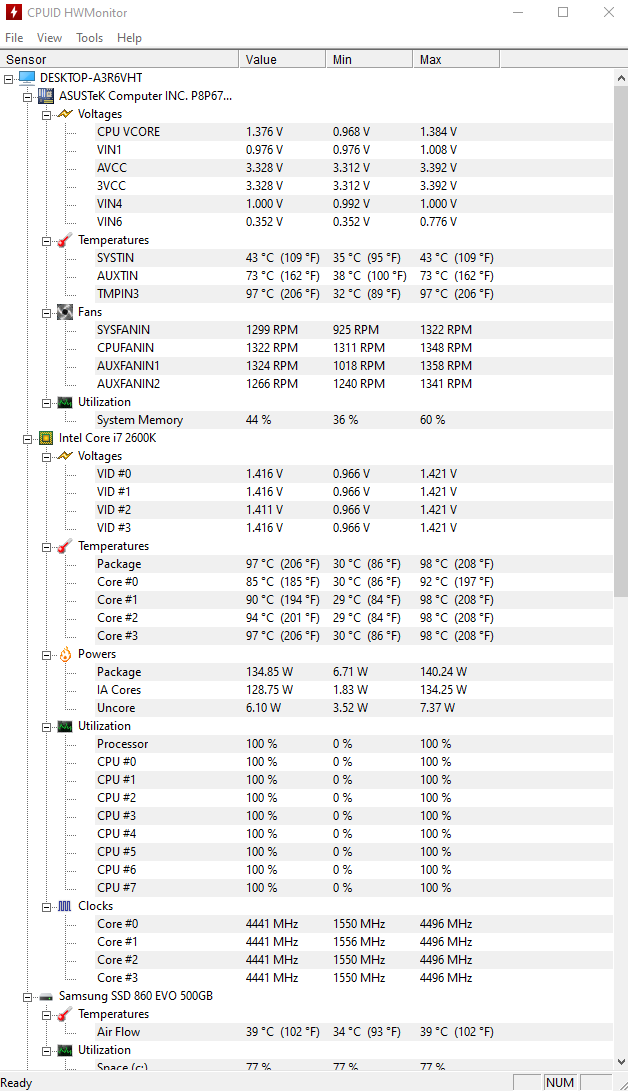 CPUID HWMonitor
File View Tools Help
Sensor Value Min Max
DESKTOP-A3R6VHT
ASUSTeK Computer INC. P8P67...
Voltages
CPU VCORE 1.376 V 0.968 V 1.384 V
VIN1 0.976 V 0.976 V 1.008 V
AVCC 3.328 V 3.312 V 3.392 V
3VCC 3.328 V 3.312 V 3.392 V
VIN4 1.000 V 0.992 V 1.000 V
VIN6 0.352 V 0.352 V 0.776 V
Temperatures
SYSTIN 43 °C (109 °F) 35 °C (95 °F) 43 °C (109 °F)
AUXTIN 73 °C (162 °F) 38 °C (100 °F) 73 °C (162 °F)
TMPIN3 97 °C (206 °F) 32 °C (89 °F) 97 °C (206 °F)
Fans
SYSFANIN 1299 RPM 925 RPM 1322 RPM
CPUFANIN 1322 RPM 1311 RPM 1348 RPM
AUXFANIN1 1324 RPM 1018 RPM 1358 RPM
AUXFANIN2 1266 RPM 1240 RPM 1341 RPM
Utilization
System Memory 44 % 36 % 60 %
Intel Core i7 2600K
Voltages
VID #0 1.416 V 0.966 V 1.421 V
VID #1 1.416 V 0.966 V 1.421 V
VID #2 1.411 V 0.966 V 1.421 V
VID #3 1.416 V 0.966 V 1.421 V
Temperatures
Package 97 °C (206 °F) 30 °C (86 °F) 98 °C (208 °F)
Core #0 85 °C (185 °F) 30 °C (86 °F) 92 °C (197 °F)
Core #1 90 °C (194 °F) 29 °C (84 °F) 98 °C (208 °F)
Core #2 94 °C (201 °F) 29 °C (84 °F) 98 °C (208 °F)
Core #3 97 °C (206 °F) 30 °C (86 °F) 98 °C (208 °F)
Powers
Package 134.85 W 6.71 W 140.24 W
IA Cores 128.75 W 1.83 W 134.25 W
Uncore 6.10 W 3.52 W 7.37 W
Utilization
Processor 100 % 0 % 100 %
CPU #0 100 % 0 % 100 %
CPU #1 100 % 0 % 100 %
CPU #2 100 % 0 % 100 %
CPU #3 100 % 0 % 100 %
CPU #4 100 % 0 % 100 %
CPU #5 100 % 0 % 100 %
CPU #6 100 % 0 % 100 %
CPU #7 100 % 0 % 100 %
Clocks
Core #0 4441 MHz 1550 MHz 4496 MHz
Core #1 4441 MHz 1556 MHz 4496 MHz
Core #2 4441 MHz 1550 MHz 4496 MHz
Core #3 4441 MHz 1550 MHz 4496 MHz
Samsung SSD 860 EVO 500GB
Temperatures
Air Flow 39 °C (102 °F) 34 °C (93 °F) 39 °C (102 °F)
Utilization
Space (c:) 77 % 77 % 77 %
Ready NUM